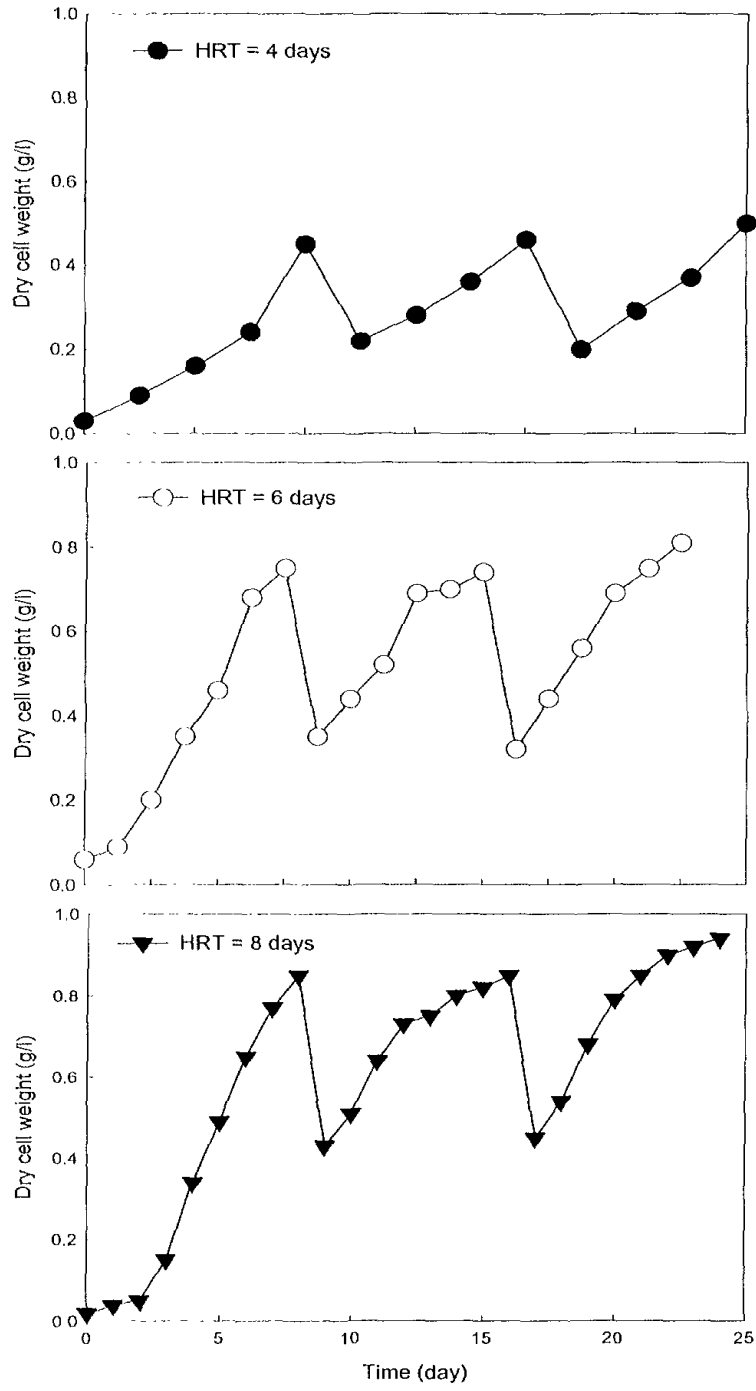 1.0
HRT = 4 days
0.8
0.6
0.4
0.2
0.0
Dry cell weight (g/l)
1.0
HRT = 6 days
0.8
0.6
0.4
0.2
0.0
Dry cell weight (g/l)
1.0
HRT = 8 days
0.8
0.6
0.4
0.2
0.0
Dry cell weight (g/l)
0 5 10 15 20 25
Time (day)